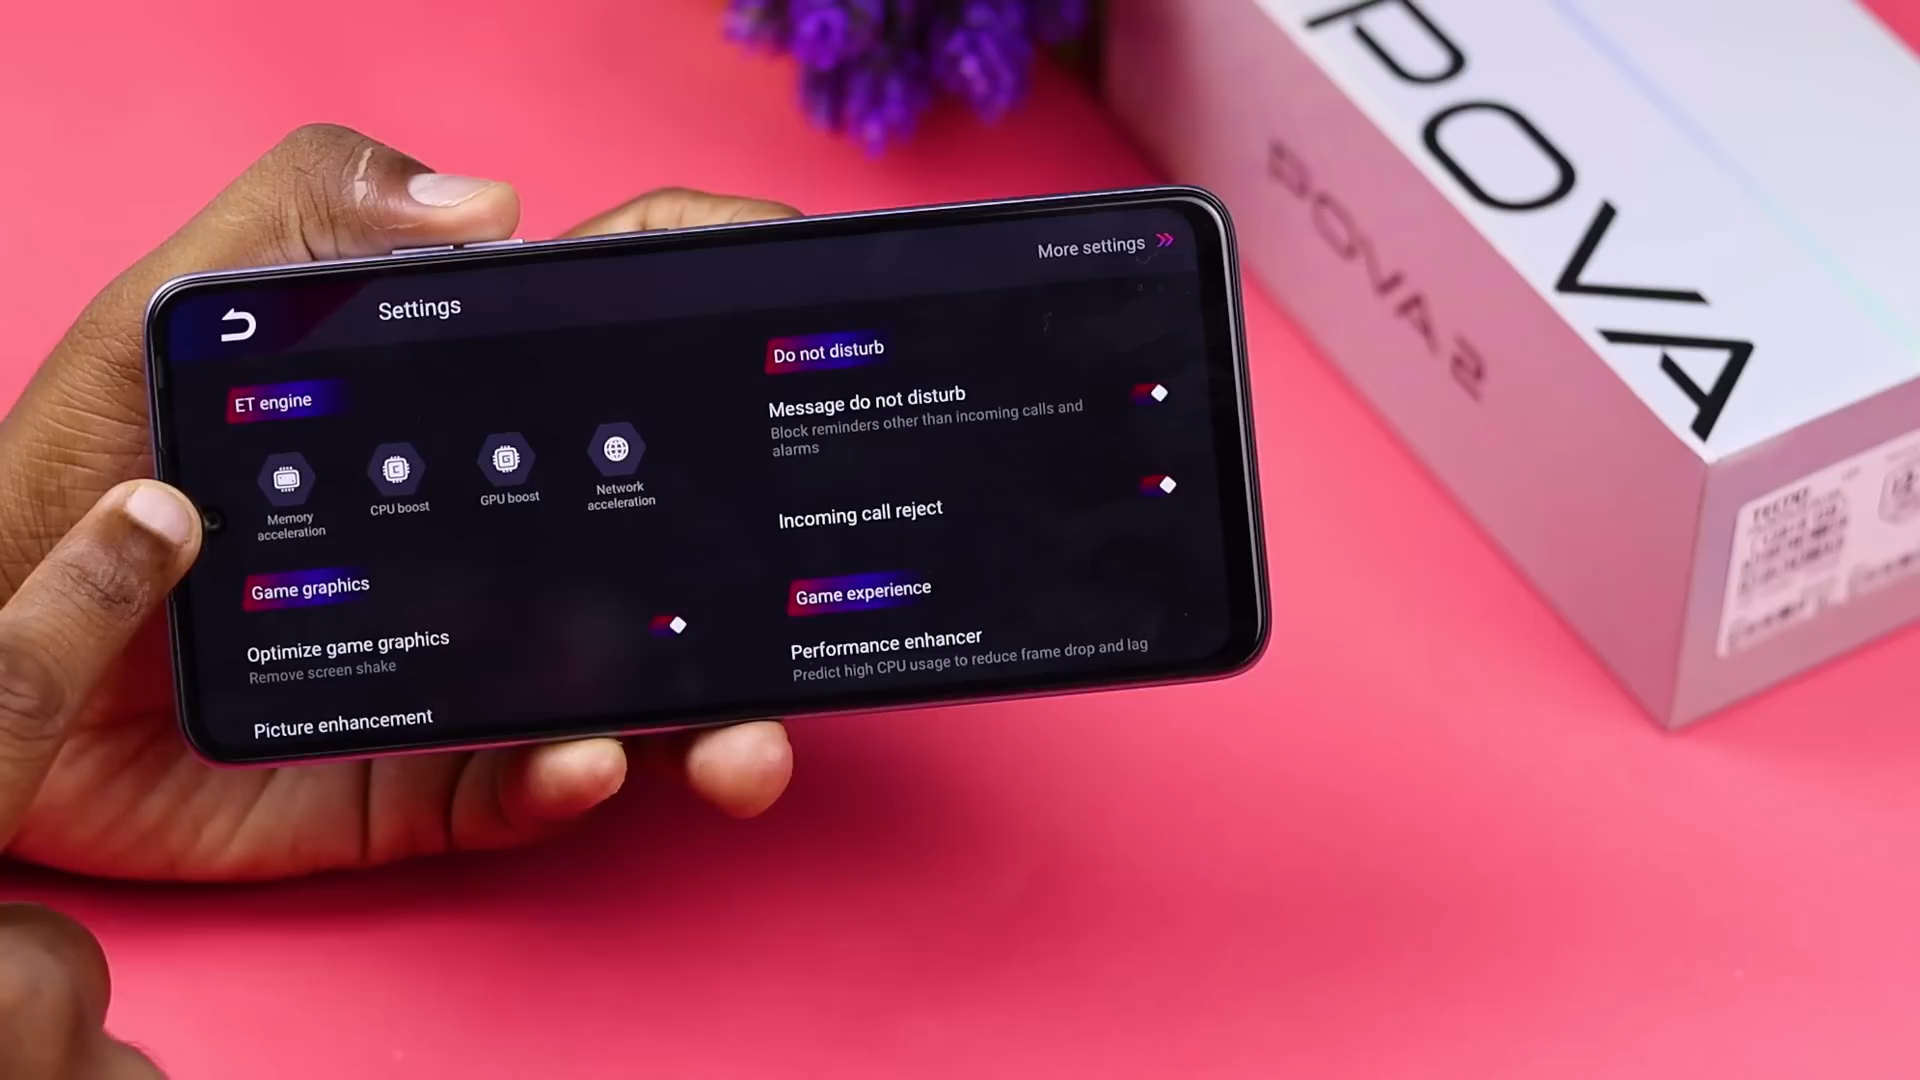 Settings
More settings
ET engine
Memory
acceleration
CPU boost
GPU boost
Network
acceleration
Game graphics
Optimize game graphics
Remove screen shake
Picture enhancement
Do not disturb
Message do not disturb
Block reminders other than incoming calls and
alarms
Incoming call reject
Game experience
Performance enhancer
Predict high CPU usage to reduce frame drop and lag
POVA
POVA 2
TECNO